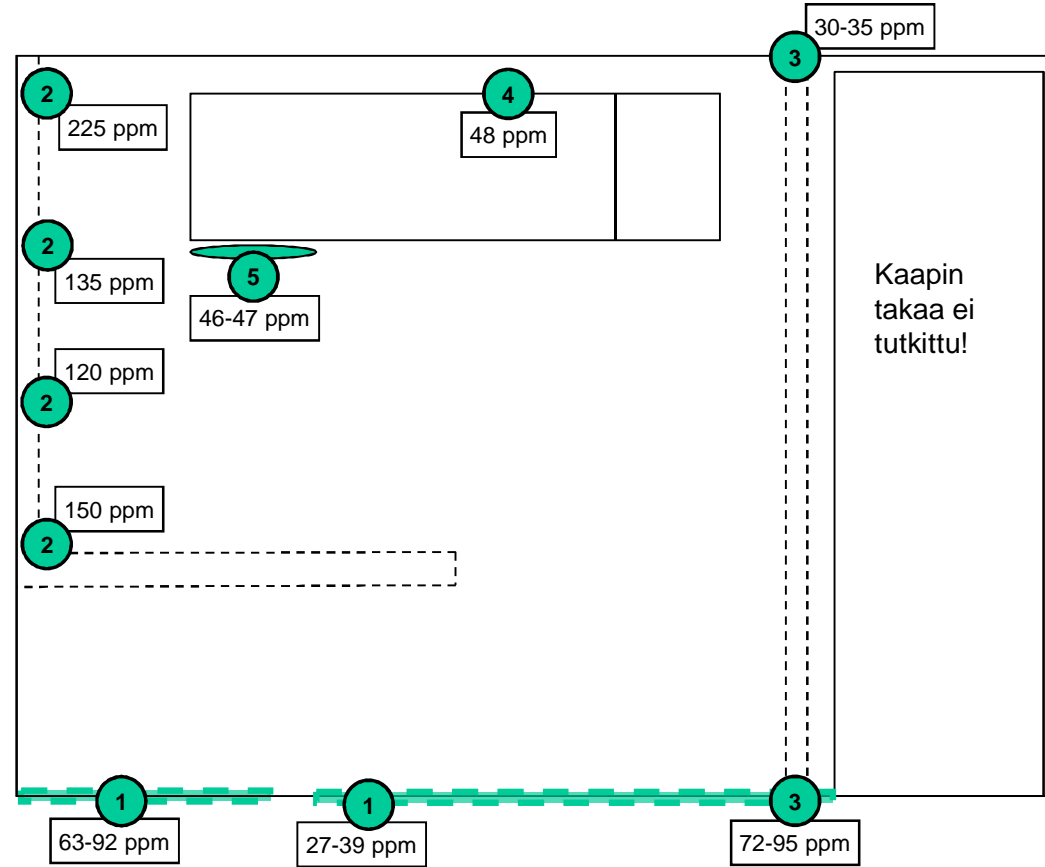 30-35 ppm
3
2
225 ppm
4
48 ppm
2
135 ppm
5
46-47 ppm
Kaapin
takaa ei
tutkittu!
120 ppm
2
150 ppm
2
1
63-92 ppm
1
27-39 ppm
3
72-95 ppm